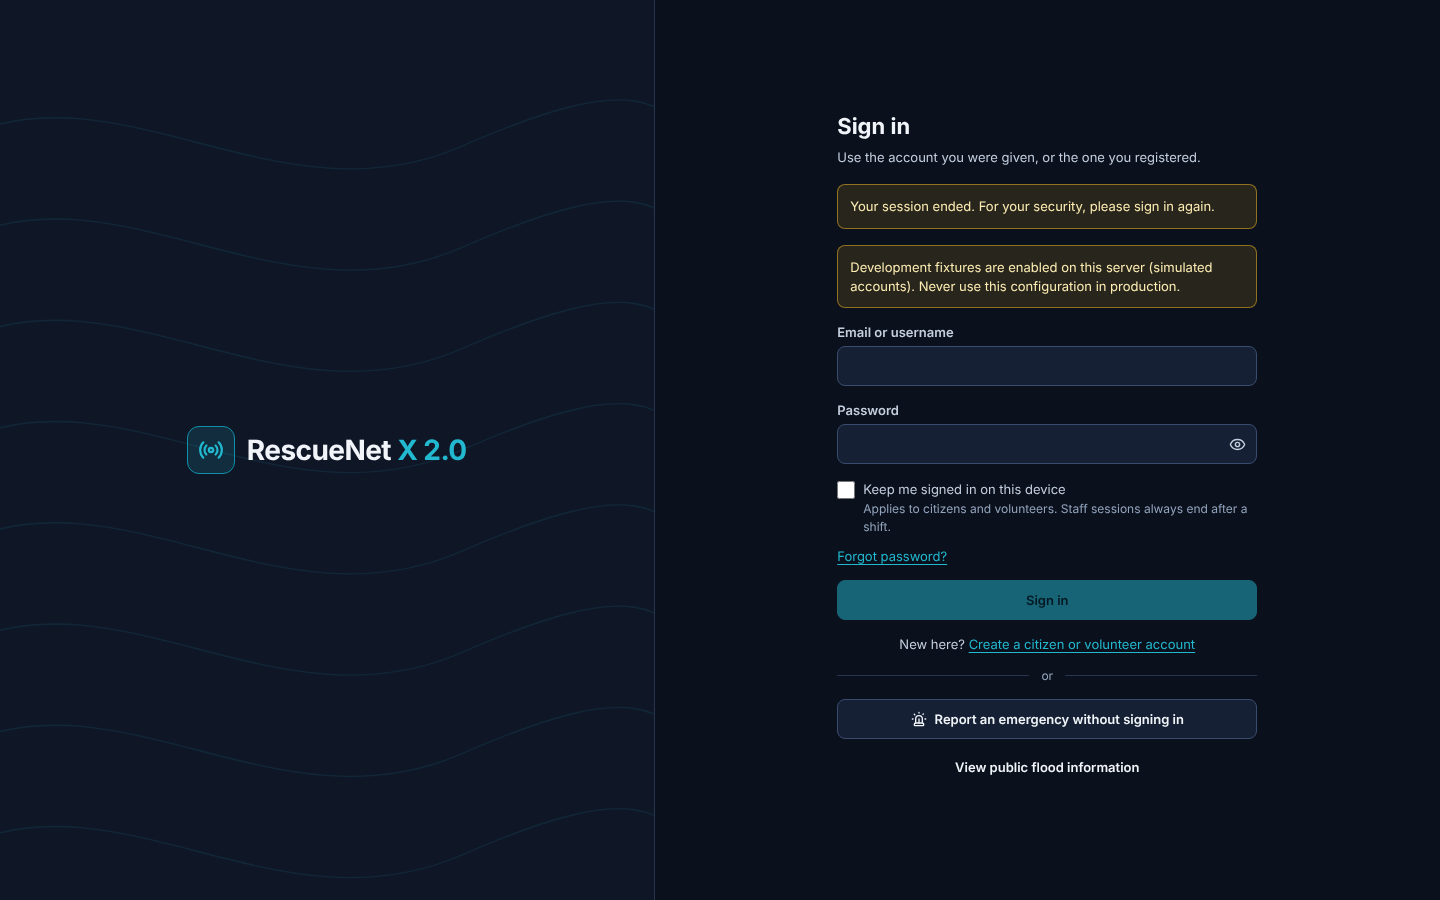 RescueNet X 2.0
Sign in
Use the account you were given, or the one you registered.
Your session ended. For your security, please sign in again.
Development fixtures are enabled on this server (simulated
accounts). Never use this configuration in production.
Email or username
Password
Keep me signed in on this device
Applies to citizens and volunteers. Staff sessions always end after a
shift.
Forgot password?
Sign in
New here? Create a citizen or volunteer account
or
Report an emergency without signing in
View public flood information